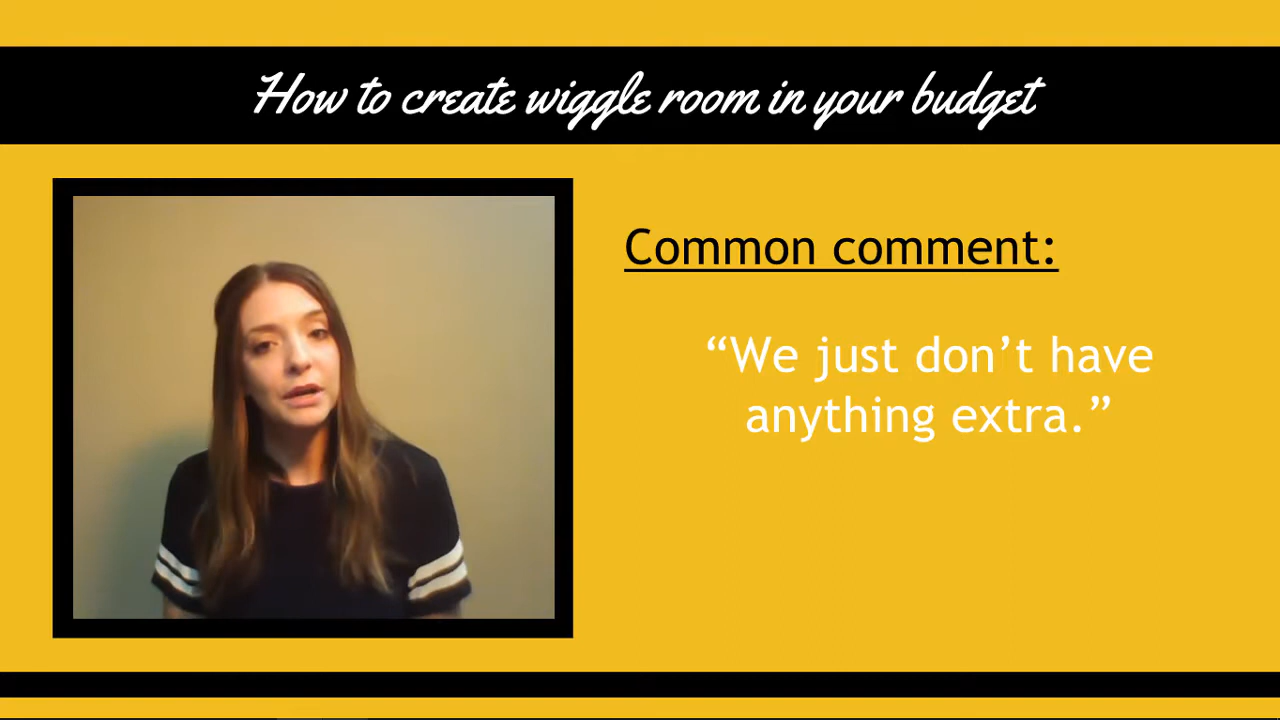 How to create wiggle room in your budget
Common comment:
“We just don’t have
anything extra.”